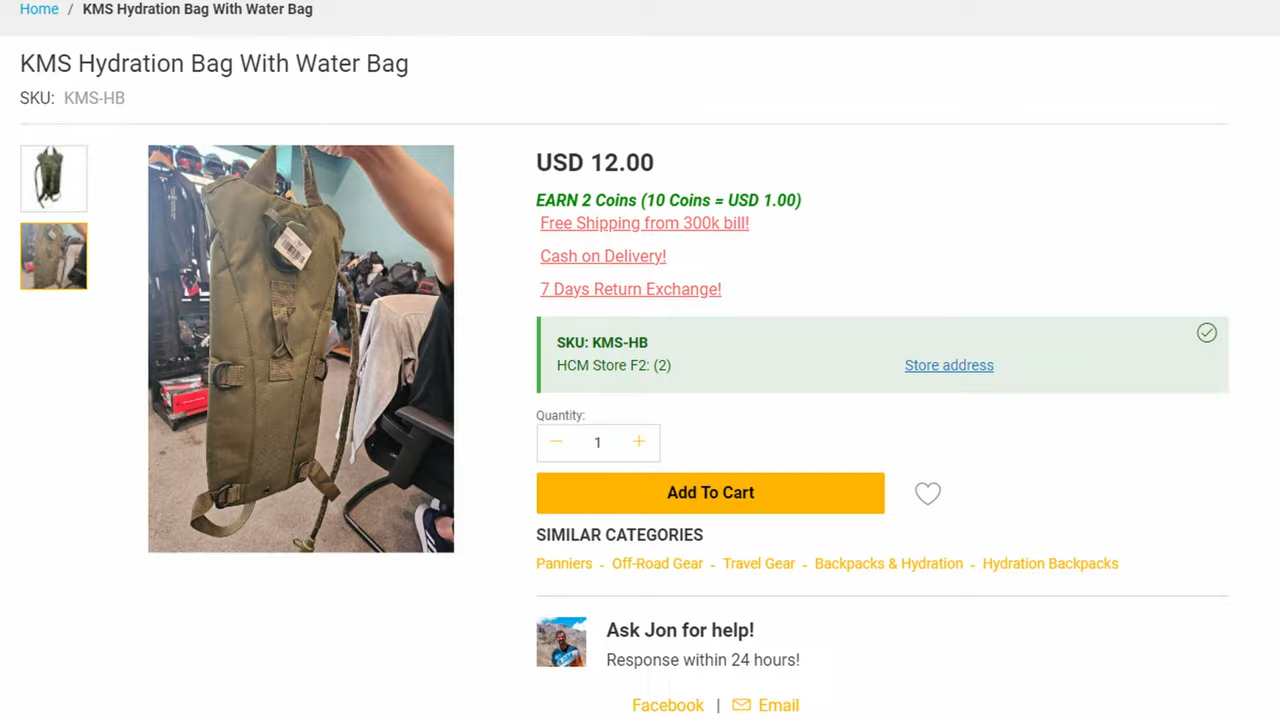 Home / KMS Hydration Bag With Water Bag
KMS Hydration Bag With Water Bag
SKU: KMS-HB
USD 12.00
EARN 2 Coins (10 Coins = USD 1.00)
Free Shipping from 300k bill!
Cash on Delivery!
7 Days Return Exchange!
SKU: KMS-HB
HCM Store F2: (2) Store address
Quantity:
− 1 +
Add To Cart
SIMILAR CATEGORIES
Panniers - Off-Road Gear - Travel Gear - Backpacks & Hydration - Hydration Backpacks
Ask Jon for help!
Response within 24 hours!
Facebook | Email